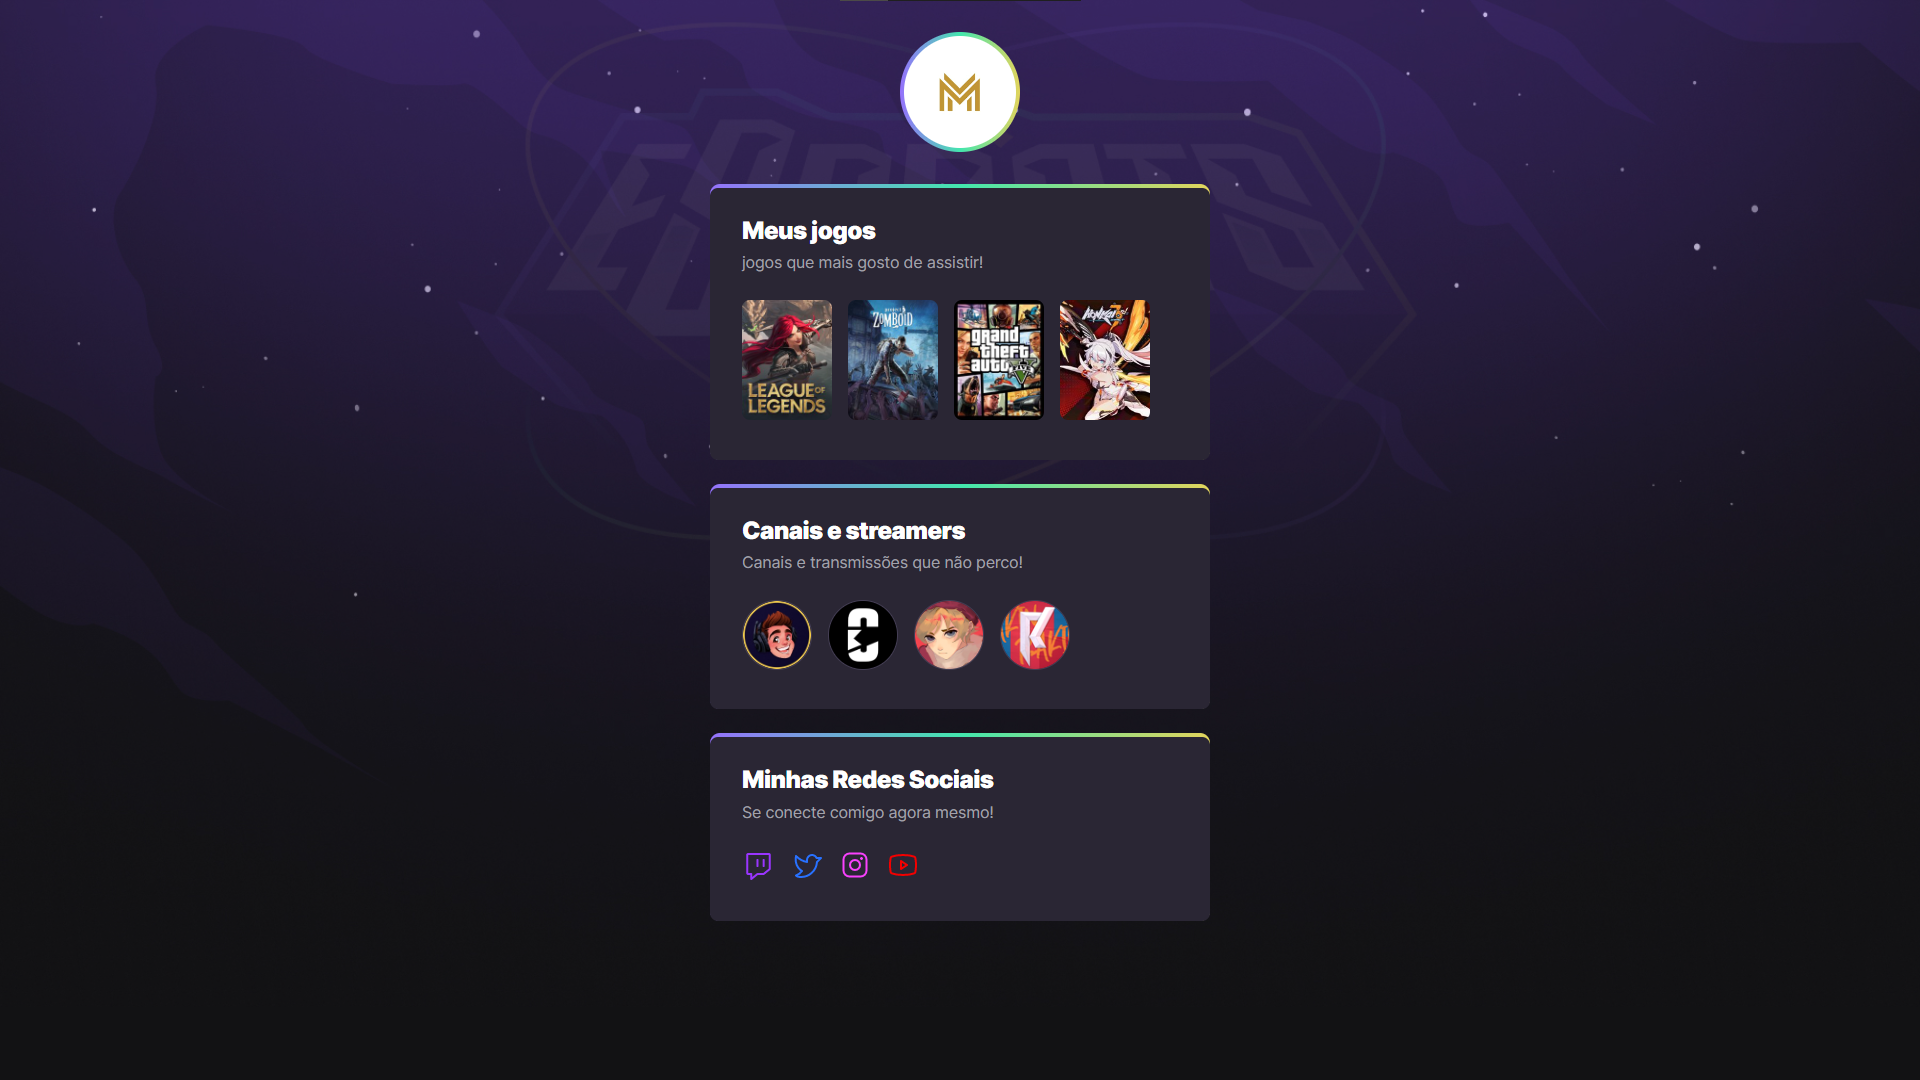 Meus jogos
jogos que mais gosto de assistir!
LEAGUE OF
LEGENDS
ZOMBOID
grand
theft
auto V
FIVE
Canais e streamers
Canais e transmissões que não perco!
Minhas Redes Sociais
Se conecte comigo agora mesmo!